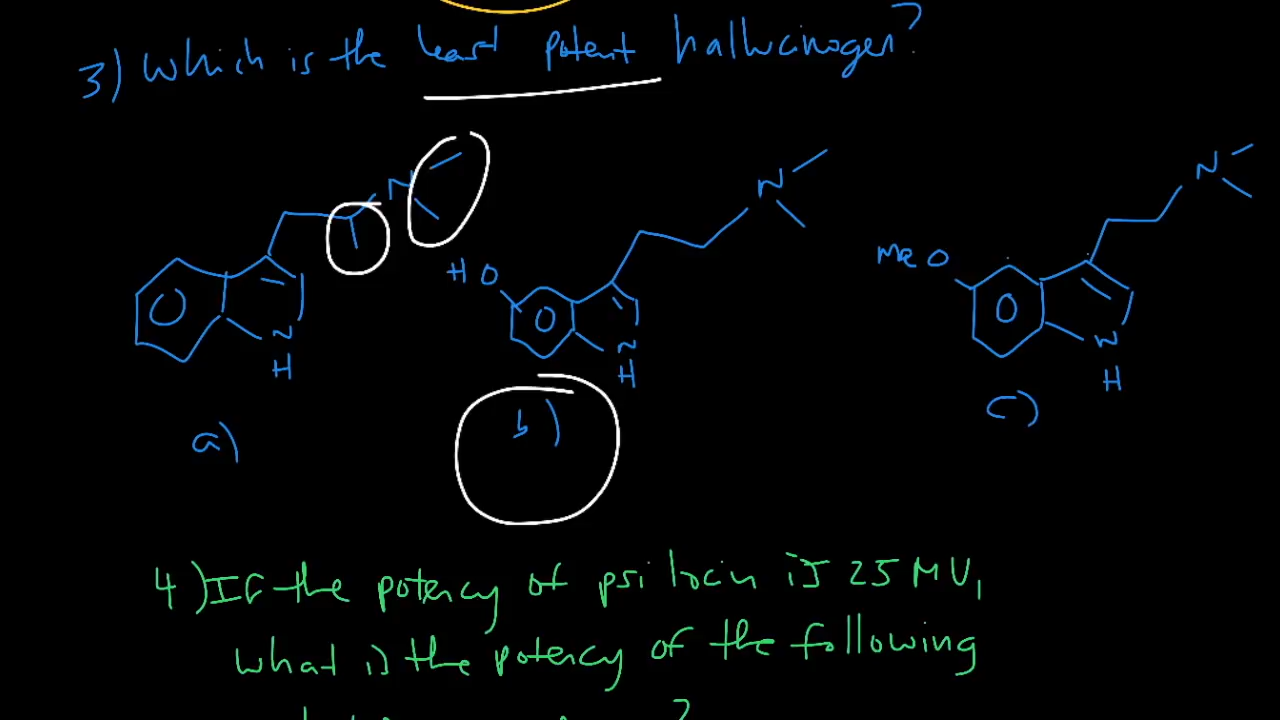 3) Which is the least potent hallucinogen?
N
N
N
HO
MeO
N
H
N
H
N
H
a)
b)
c)
4) If the potency of psilocin is 25 MU,
what is the potency of the following
?